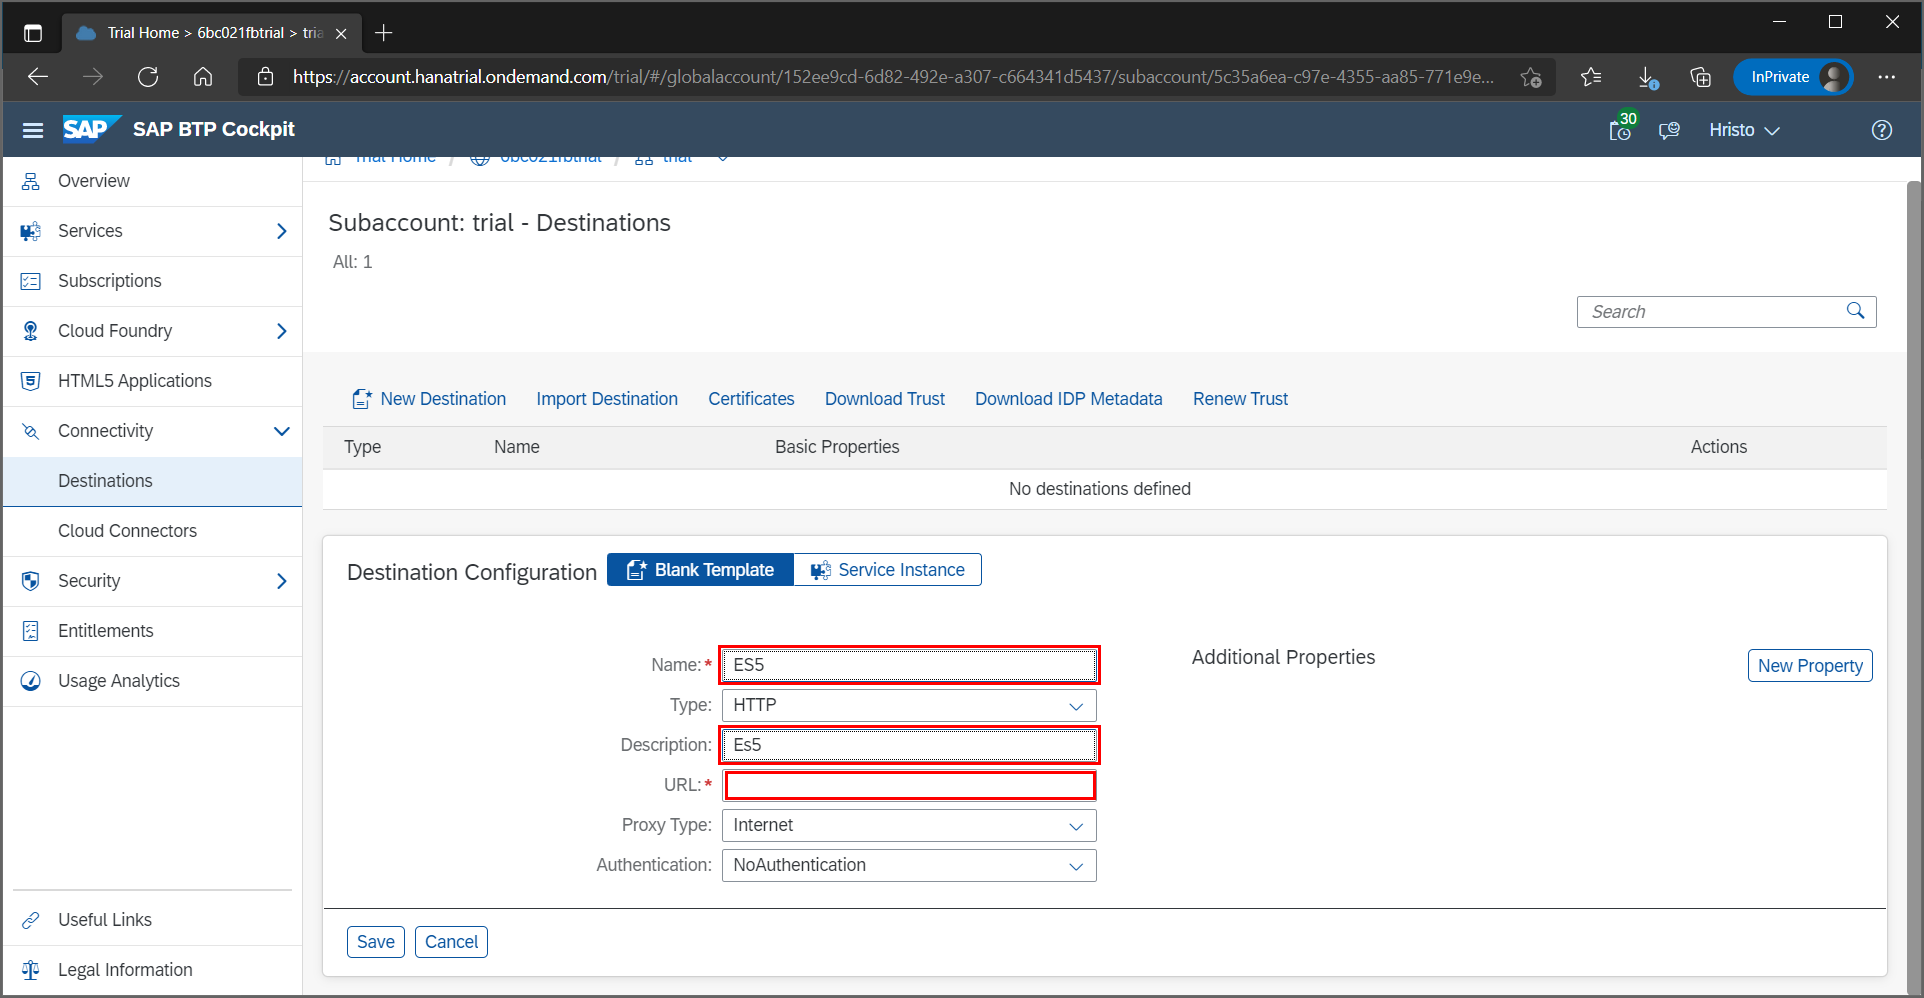 Trial Home > 6bc021fbtrial > tria
https://account.hanatrial.ondemand.com/trial/#/globalaccount/152ee9cd-6d82-492e-a307-c664341d5437/subaccount/5c35a6ea-c97e-4355-aa85-771e9e...
InPrivate
SAP SAP BTP Cockpit
30
Hristo
Trial Home / 6bc021fbtrial / trial
Overview
Services
Subscriptions
Cloud Foundry
HTML5 Applications
Connectivity
Destinations
Cloud Connectors
Security
Entitlements
Usage Analytics
Useful Links
Legal Information
Subaccount: trial - Destinations
All: 1
Search
New Destination Import Destination Certificates Download Trust Download IDP Metadata Renew Trust
Type Name Basic Properties Actions
No destinations defined
Destination Configuration Blank Template Service Instance
Name:* ES5
Type: HTTP
Description: Es5
URL:*
Proxy Type: Internet
Authentication: NoAuthentication
Additional Properties
New Property
Save Cancel